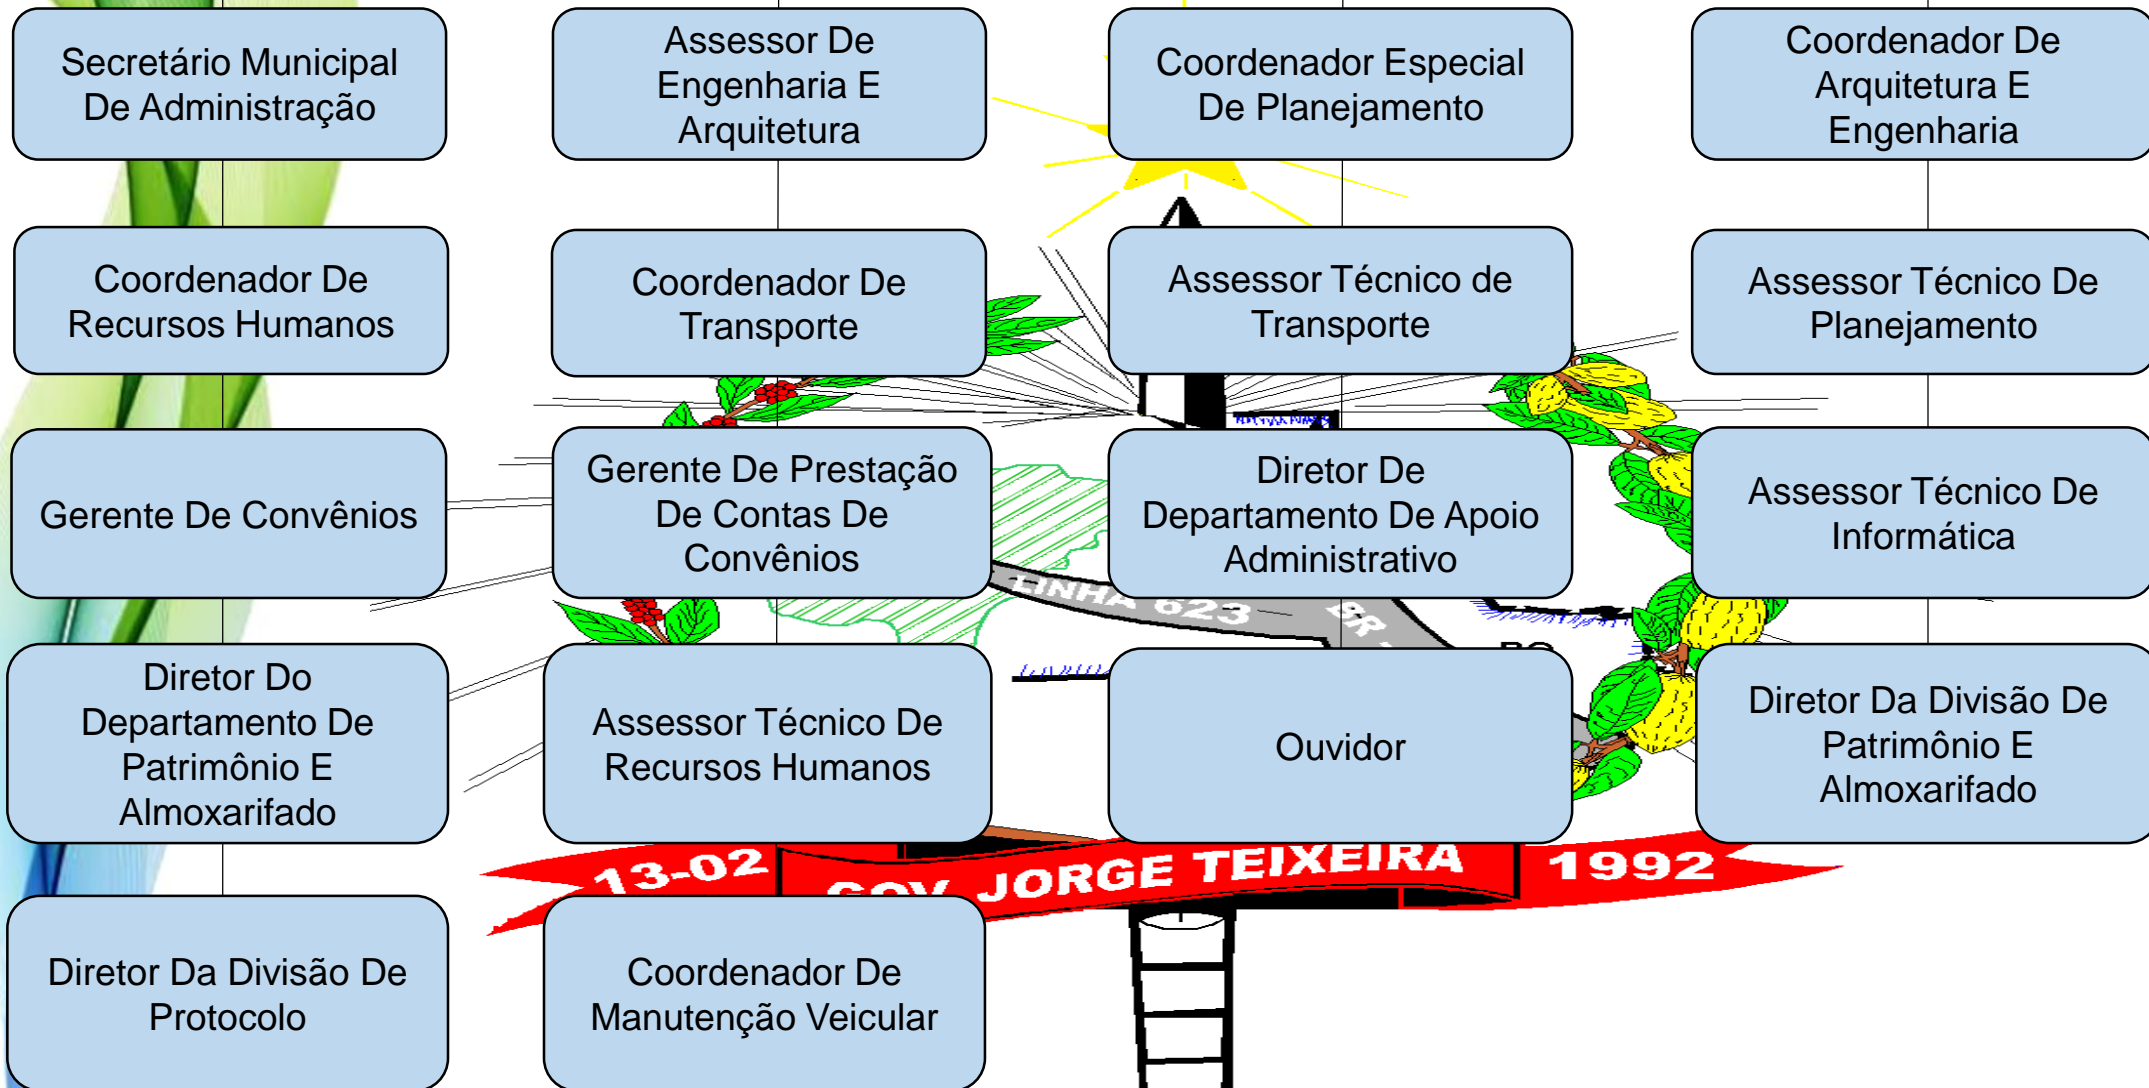 Secretário Municipal
De Administração
Assessor De
Engenharia E
Arquitetura
Coordenador Especial
De Planejamento
Coordenador De
Arquitetura E
Engenharia
Coordenador De
Recursos Humanos
Coordenador De
Transporte
Assessor Técnico de
Transporte
Assessor Técnico De
Planejamento
Gerente De Convênios
Gerente De Prestação
De Contas De
Convênios
Diretor De
Departamento De Apoio
Administrativo
Assessor Técnico De
Informática
LINHA 623
BR
Diretor Do
Departamento De
Patrimônio E
Almoxarifado
Assessor Técnico De
Recursos Humanos
Ouvidor
Diretor Da Divisão De
Patrimônio E
Almoxarifado
13-02
GOV. JORGE TEIXEIRA
1992
Diretor Da Divisão De
Protocolo
Coordenador De
Manutenção Veicular